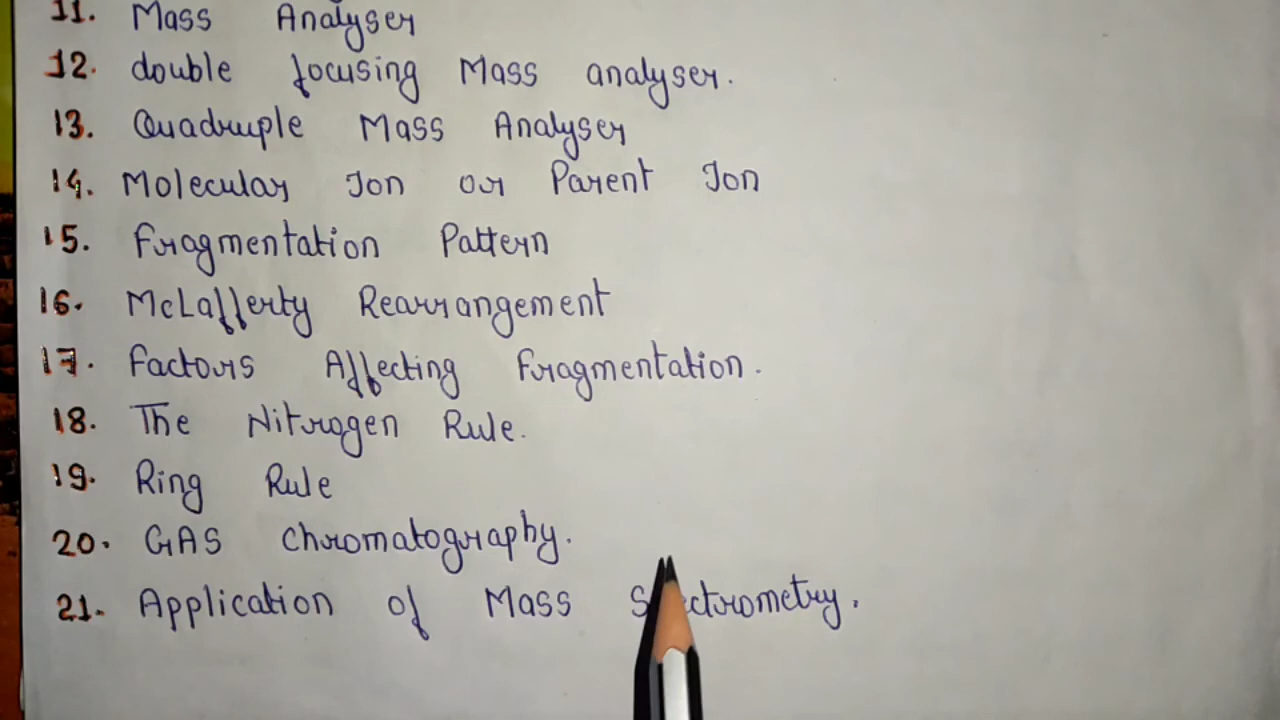 11. Mass Analyser
12. double focusing Mass analyser.
13. Quadruple Mass Analyser
14. Molecular Ion or Parent Ion
15. Fragmentation Pattern
16. McLafferty Rearrangement
17. Factors Affecting Fragmentation.
18. The Nitrogen Rule.
19. Ring Rule
20. GAS Chromatography.
21. Application of Mass Spectrometry.